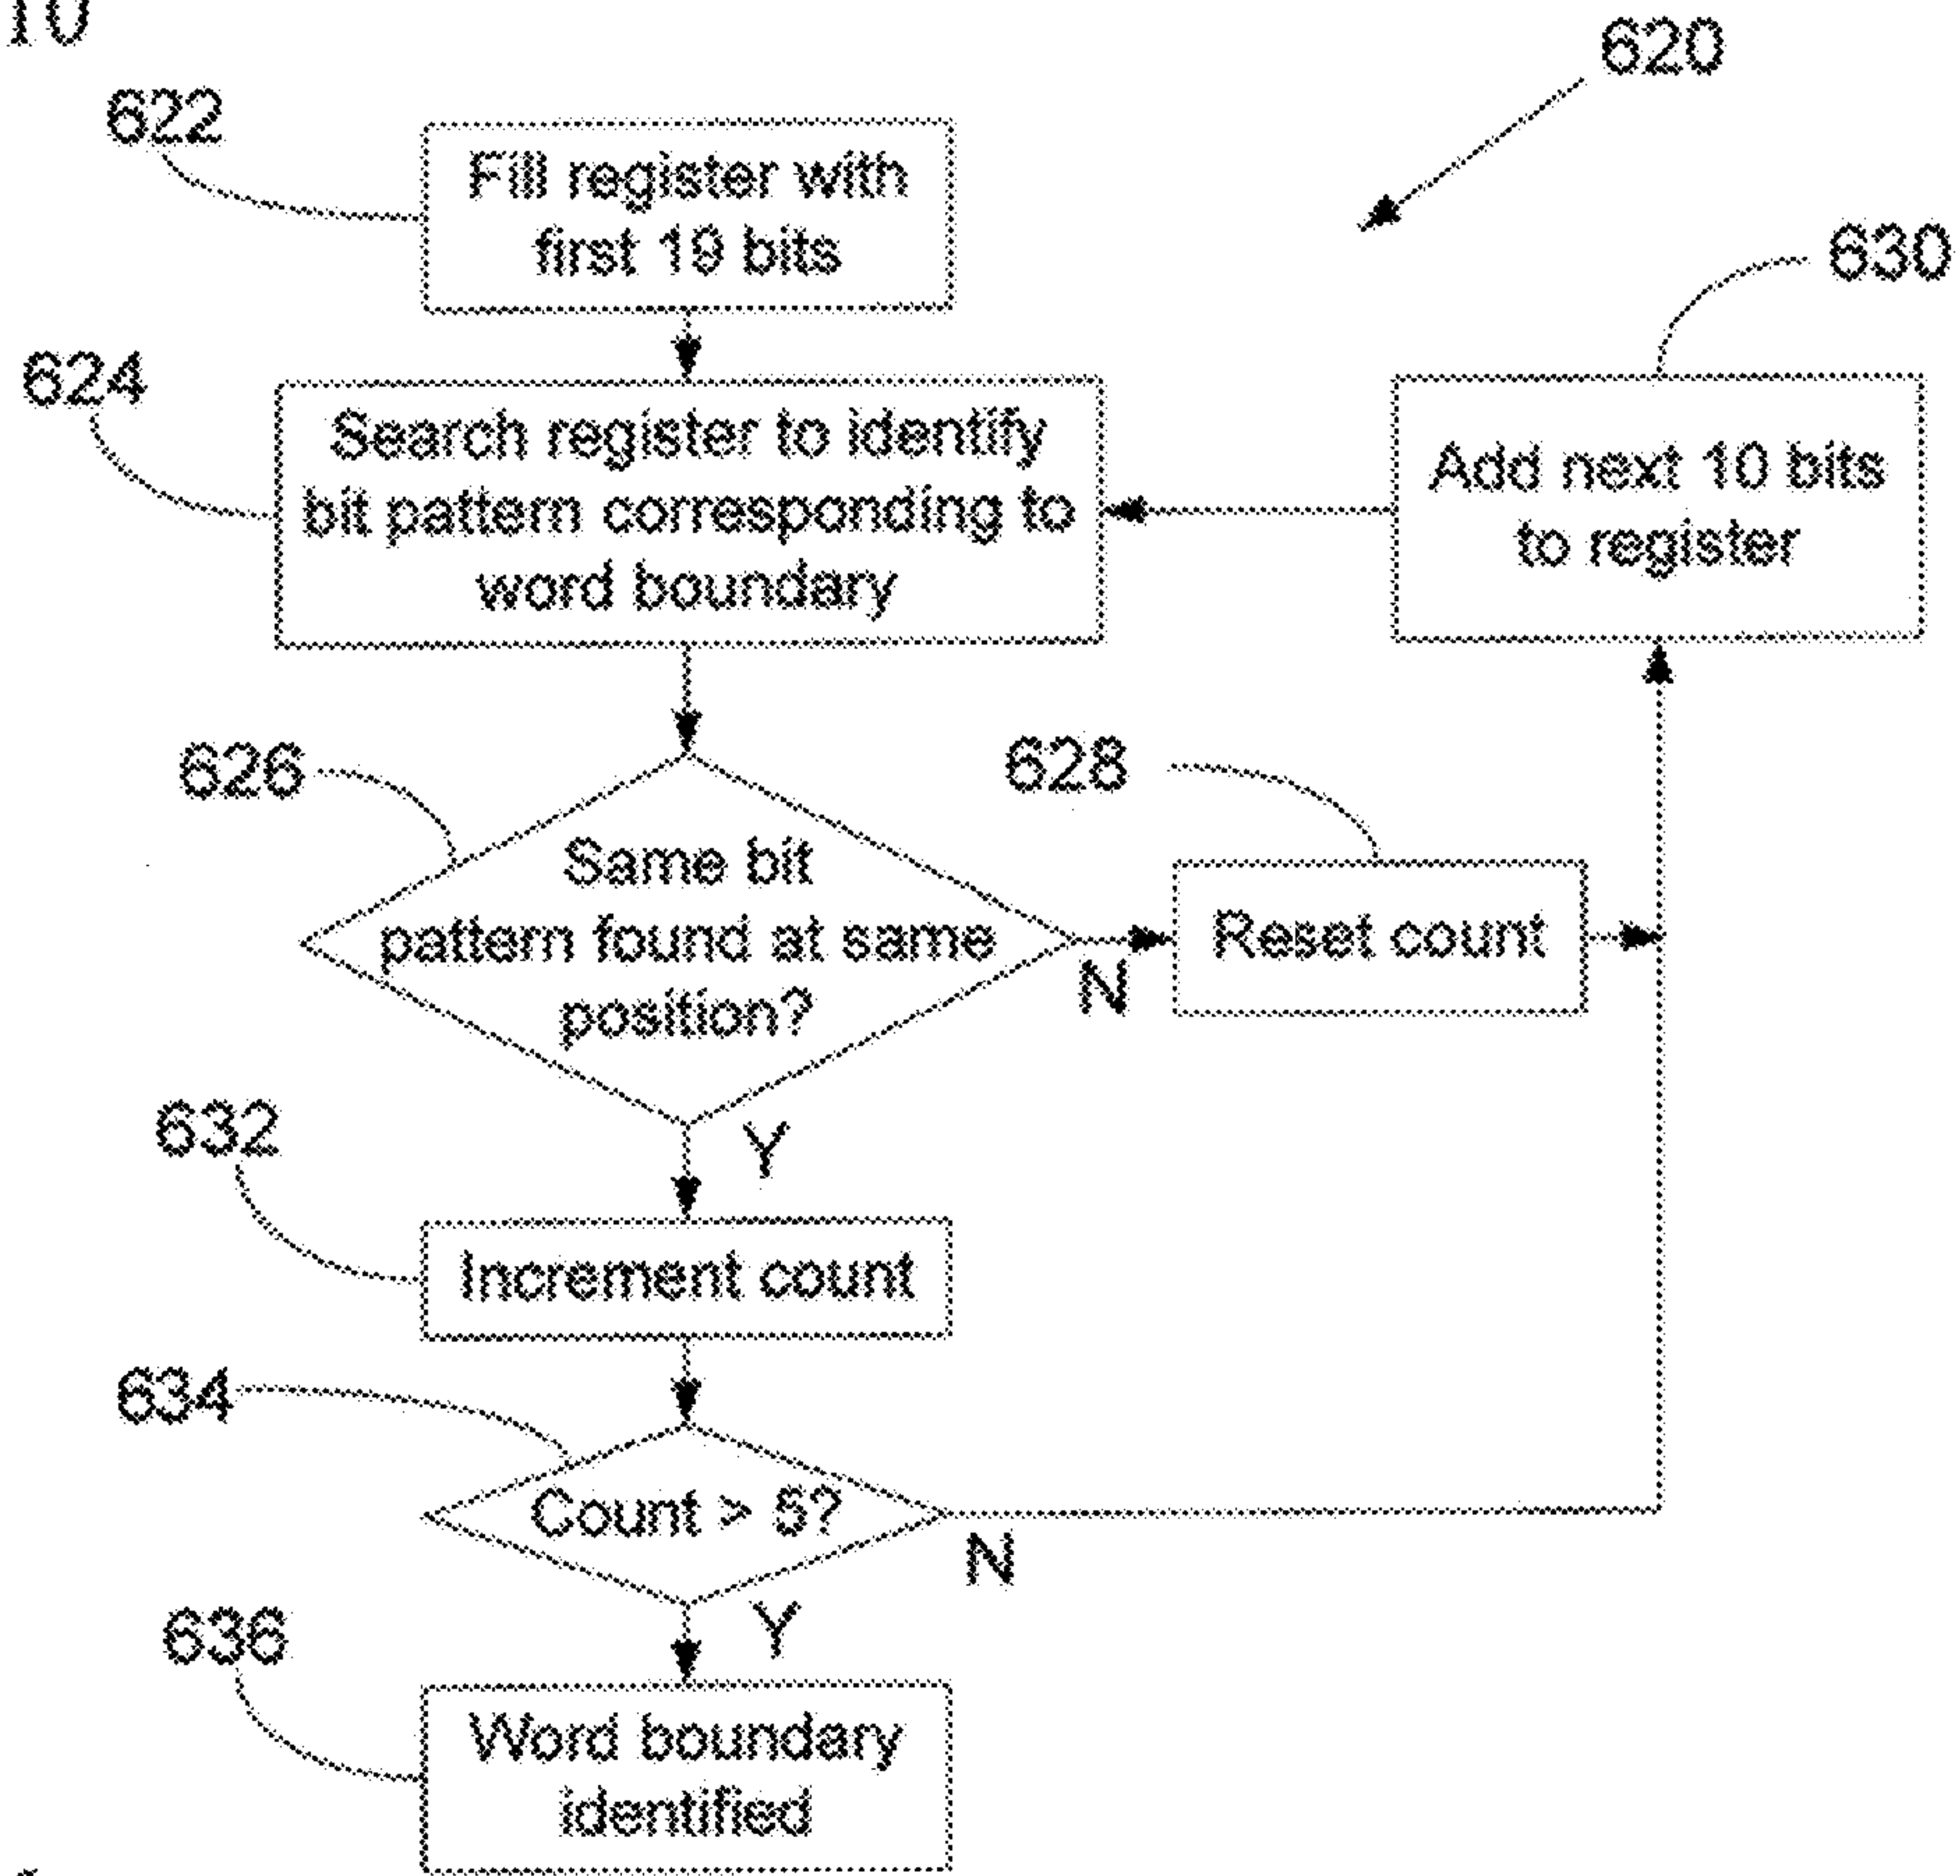 10
620
622
Fill register with
first 19 bits
630
624
Search register to identify
bit pattern corresponding to
word boundary
Add next 10 bits
to register
626
628
Same bit
pattern found at same
position?
N
Reset count
Y
632
Increment count
634
Count > 5?
N
Y
636
Word boundary
identified